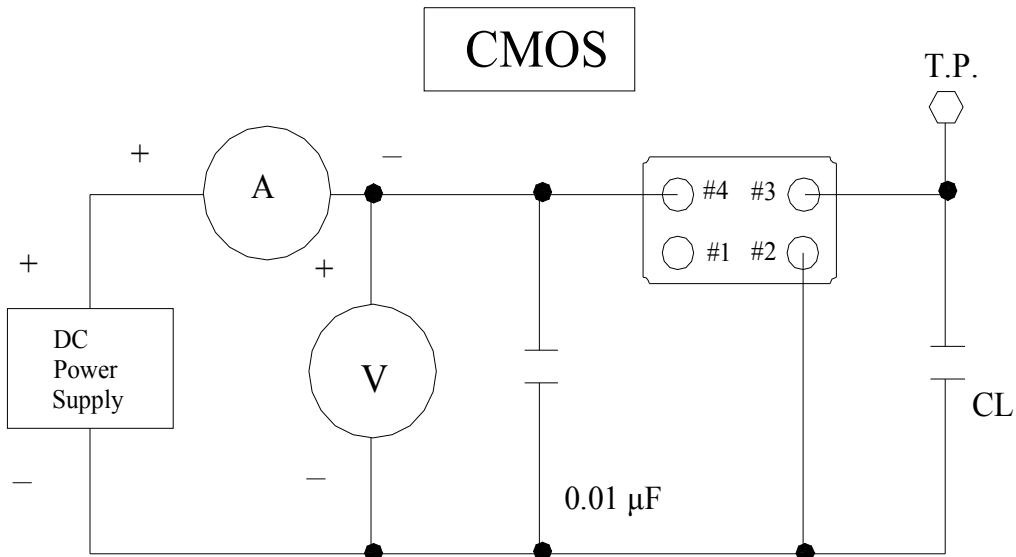 CMOS
T.P.
+
–
A
#4 #3
#1 #2
+
+
DC
Power
Supply
V
CL
–
–
0.01 μF